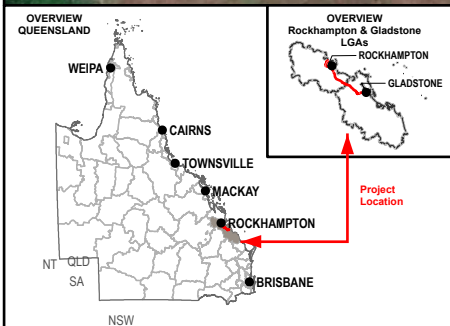 OVERVIEW
QUEENSLAND
WEIPA
CAIRNS
TOWNSVILLE
MACKAY
ROCKHAMPTON
BRISBANE
NT
QLD
SA
NSW
OVERVIEW
Rockhampton & Gladstone
LGAs
ROCKHAMPTON
GLADSTONE
Project
Location